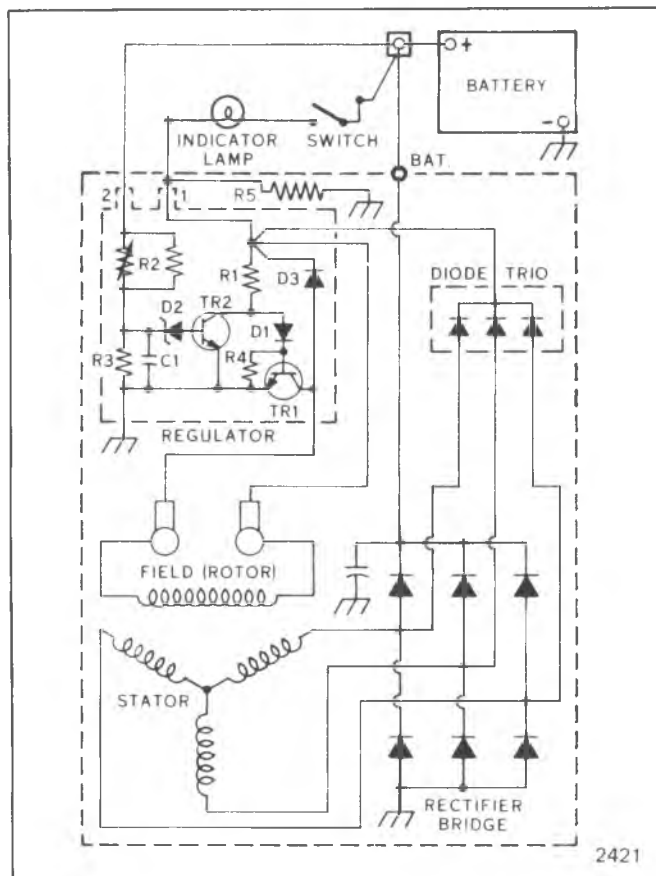 +
BATTERY
-
INDICATOR
LAMP
SWITCH
BAT.
2
1
R5
R2
R1
D3
DIODE TRIO
D2
TR2
D1
R3
C1
R4
TR1
REGULATOR
FIELD (ROTOR)
STATOR
RECTIFIER
BRIDGE
2421